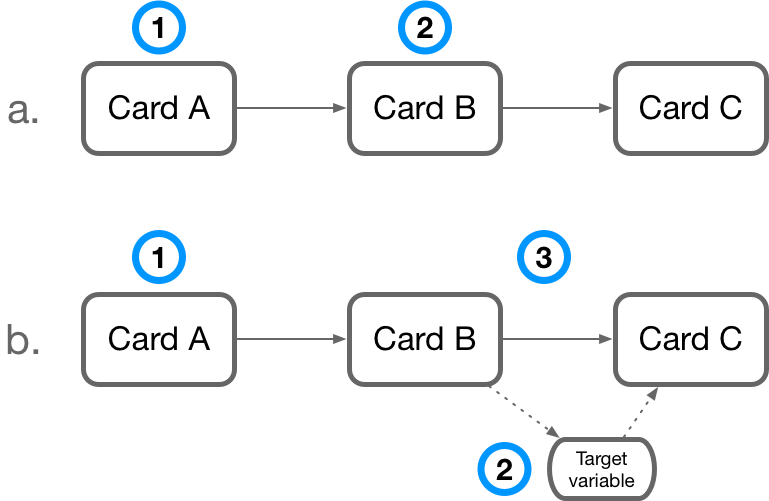 1 2
a. Card A Card B Card C
1 3
b. Card A Card B Card C
2 Target
variable